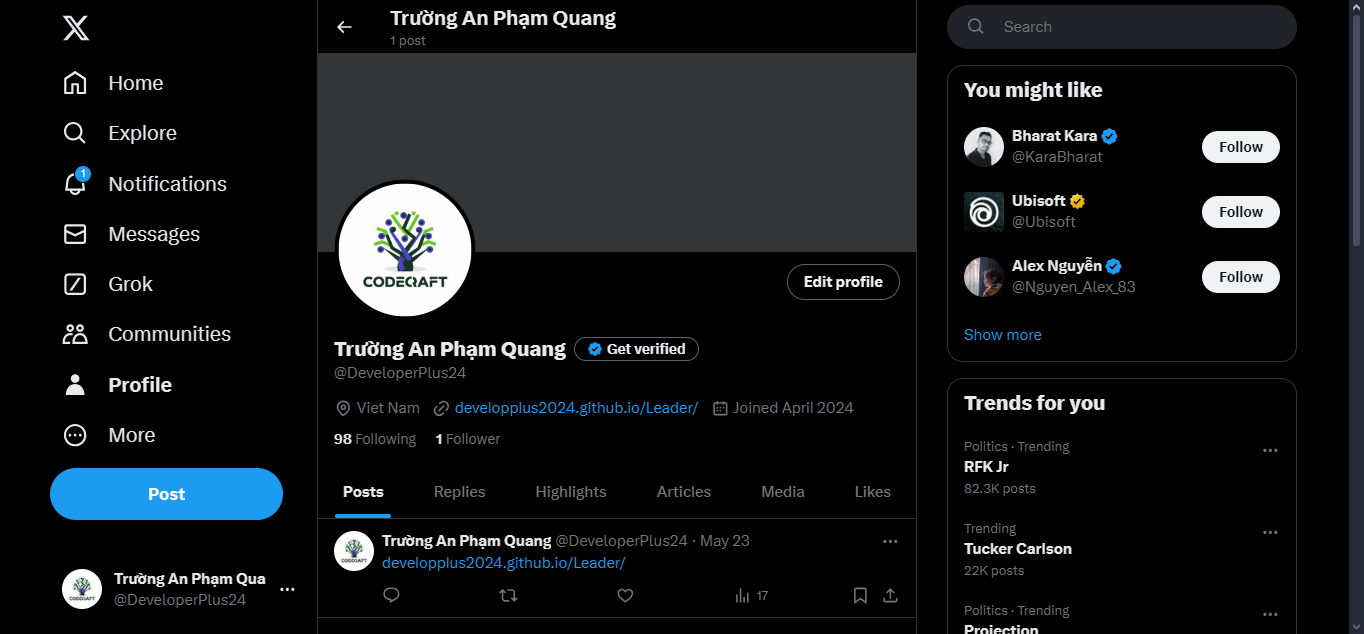 Home
Explore
1
Notifications
Messages
Grok
Communities
Profile
More
Post
Trường An Phạm Qua
@DeveloperPlus24
Trường An Phạm Quang
1 post
CODECRAFT
Edit profile
Trường An Phạm Quang Get verified
@DeveloperPlus24
Viet Nam developplus2024.github.io/Leader/ Joined April 2024
98 Following 1 Follower
Posts Replies Highlights Articles Media Likes
Trường An Phạm Quang @DeveloperPlus24 · May 23
developplus2024.github.io/Leader/
17
Search
You might like
Bharat Kara
@KaraBharat
Follow
Ubisoft
@Ubisoft
Follow
Alex Nguyễn
@Nguyen_Alex_83
Follow
Show more
Trends for you
Politics · Trending
RFK Jr
82.3K posts
Trending
Tucker Carlson
22K posts
Politics · Trending
Projection